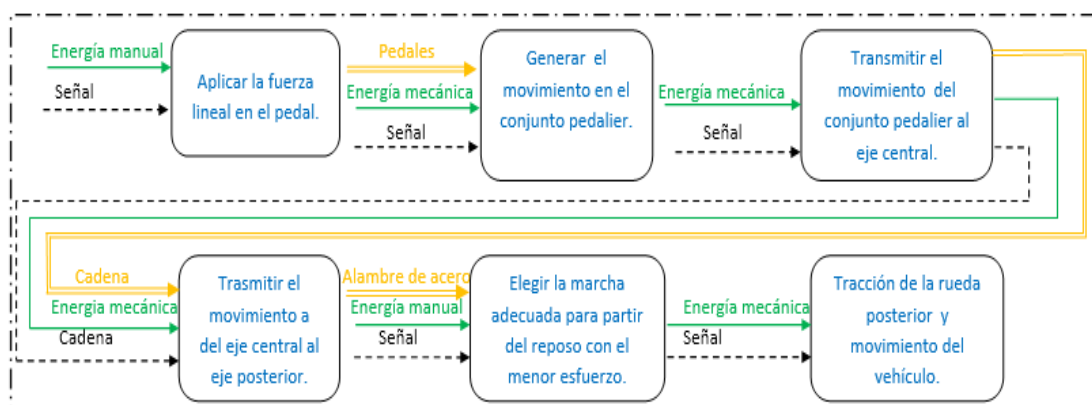 Energía manual
Señal
Aplicar la fuerza
lineal en el pedal.
Pedales
Energía mecánica
Señal
Generar el
movimiento en el
conjunto pedalier.
Energía mecánica
Señal
Transmitir el
movimiento del
conjunto pedalier al
eje central.
Cadena
Energia mecánica
Cadena
Trasmitir el
movimiento a
del eje central al
eje posterior.
Alambre de acero
Energía manual
Señal
Elegir la marcha
adecuada para partir
del reposo con el
menor esfuerzo.
Energía mecánica
Señal
Tracción de la rueda
posterior y
movimiento del
vehículo.